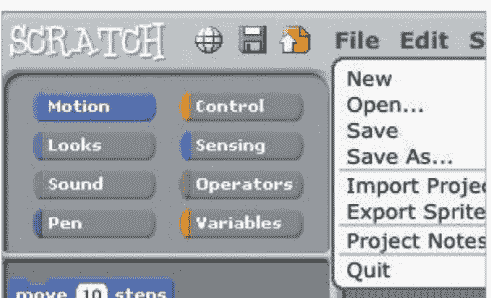 SCRATCH File Edit S
New
Open...
Save
Save As...
Import Projec
Export Sprite
Project Notes
Quit
Motion Control
Looks Sensing
Sound Operators
Pen Variables
move 10 steps